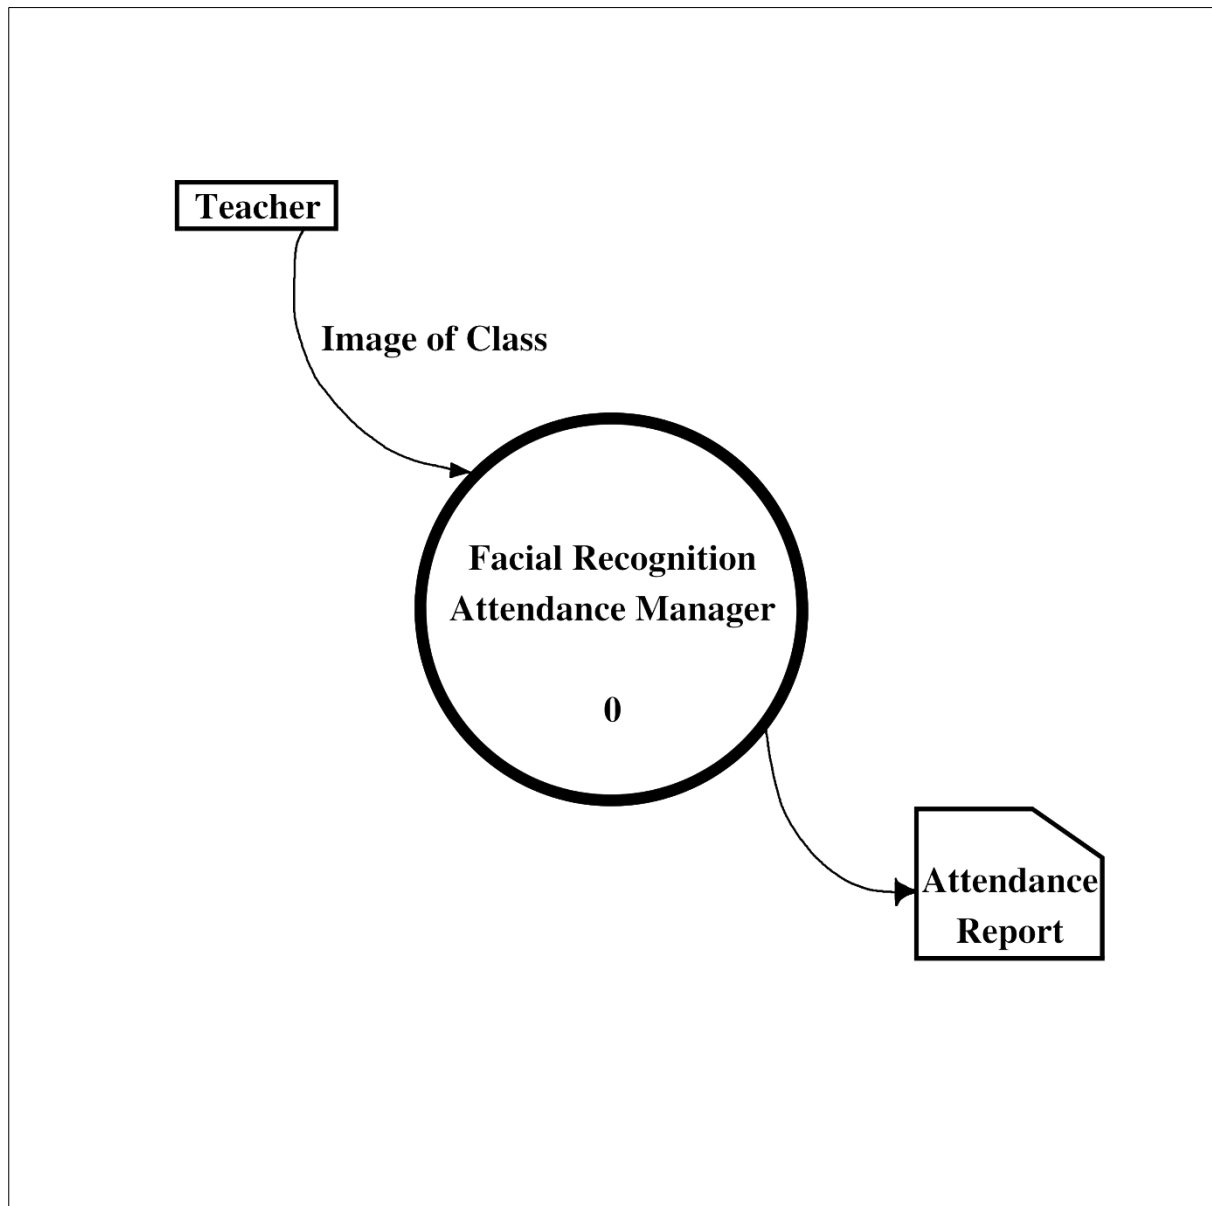 Teacher
Image of Class
Facial Recognition
Attendance Manager
0
Attendance
Report